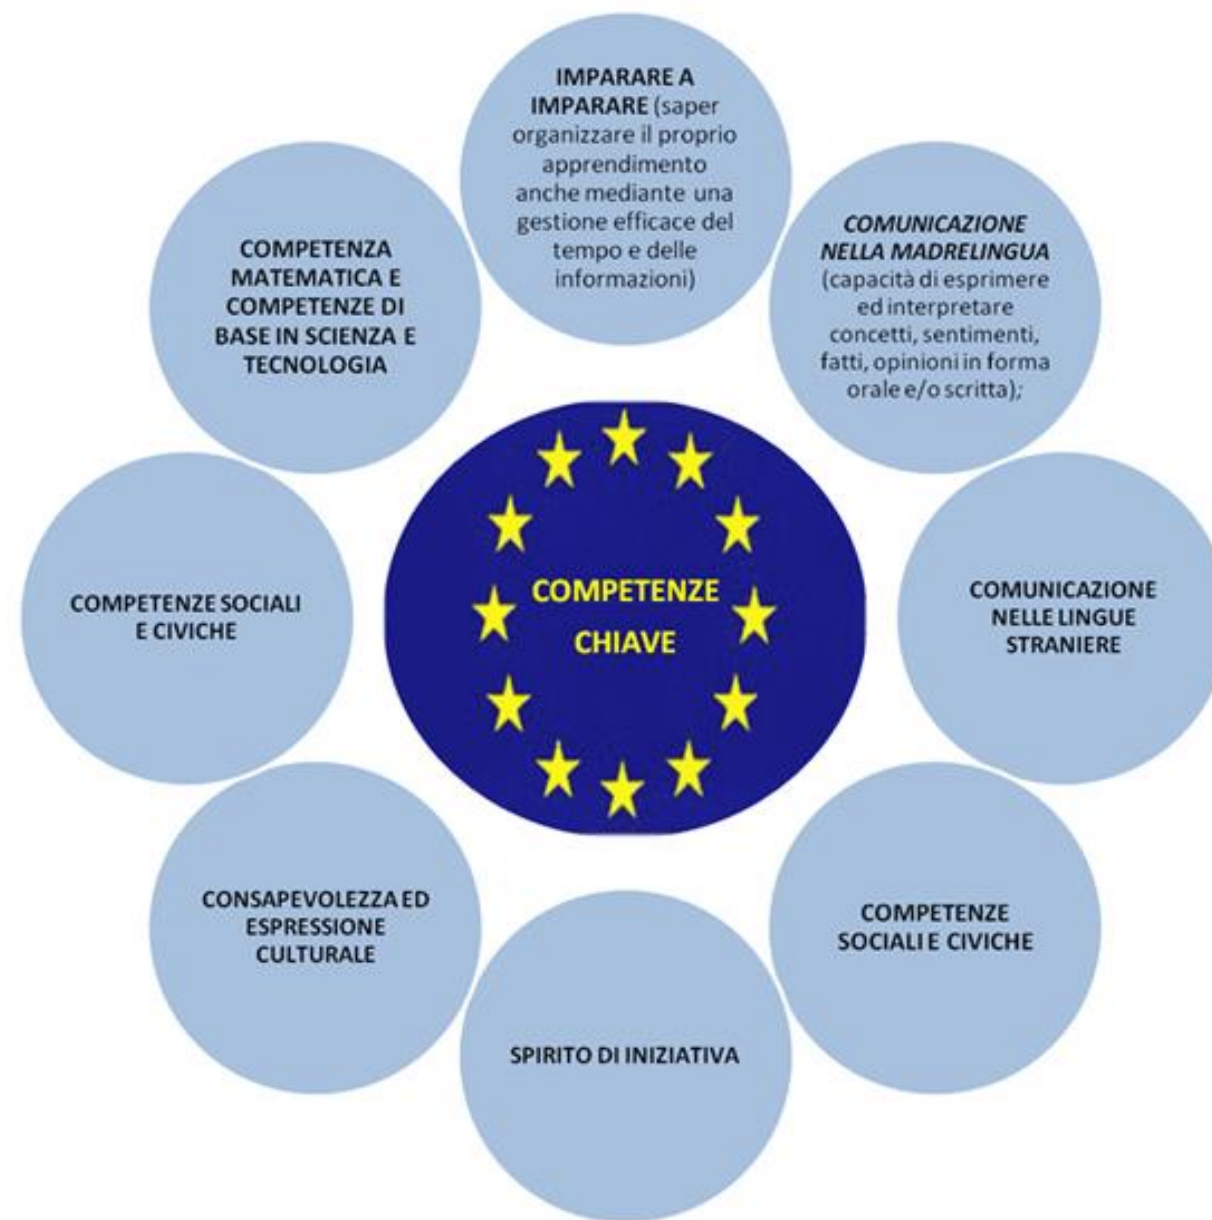 IMPARARE A
IMPARARE (saper
organizzare il proprio
apprendimento
anche mediante una
gestione efficace del
tempo e delle
informazioni)
COMUNICAZIONE
NELLA MADRELINGUA
(capacità di esprimere
ed interpretare
concetti, sentimenti,
fatti, opinioni in forma
orale e/o scritta);
COMUNICAZIONE
NELLE LINGUE
STRANIERE
COMPETENZE
SOCIALI E CIVICHE
SPIRITO DI INIZIATIVA
CONSAPEVOLEZZA ED
ESPRESSIONE
CULTURALE
COMPETENZE SOCIALI
E CIVICHE
COMPETENZA
MATEMATICA E
COMPETENZE DI
BASE IN SCIENZA E
TECNOLOGIA
COMPETENZE
CHIAVE